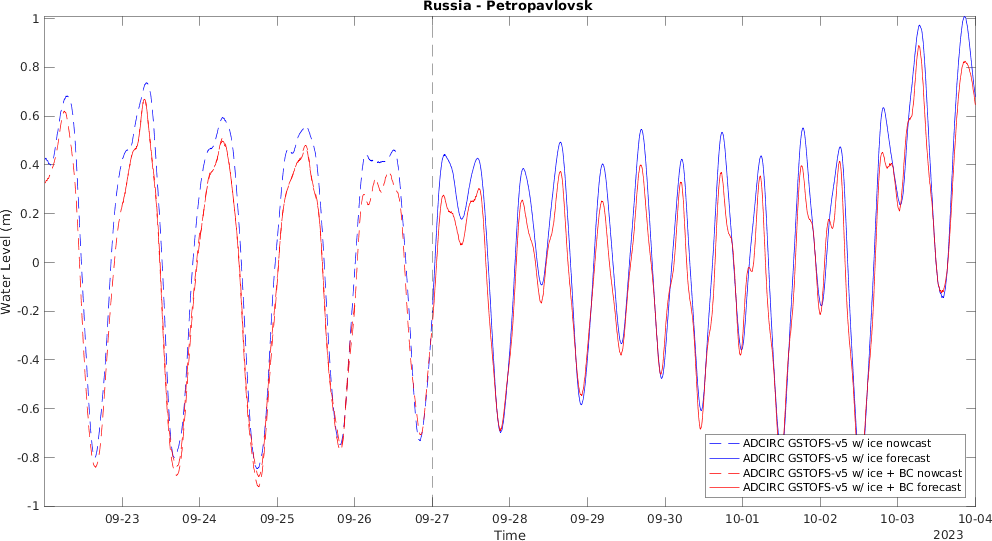 Russia - Petropavlovsk
1
0.8
0.6
0.4
0.2
0
-0.2
-0.4
-0.6
-0.8
-1
Water Level (m)
ADCIRC GSTOFS-v5 w/ ice nowcast
ADCIRC GSTOFS-v5 w/ ice forecast
ADCIRC GSTOFS-v5 w/ ice + BC nowcast
ADCIRC GSTOFS-v5 w/ ice + BC forecast
09-23 09-24 09-25 09-26 09-27 09-28 09-29 09-30 10-01 10-02 10-03 10-04
Time
2023